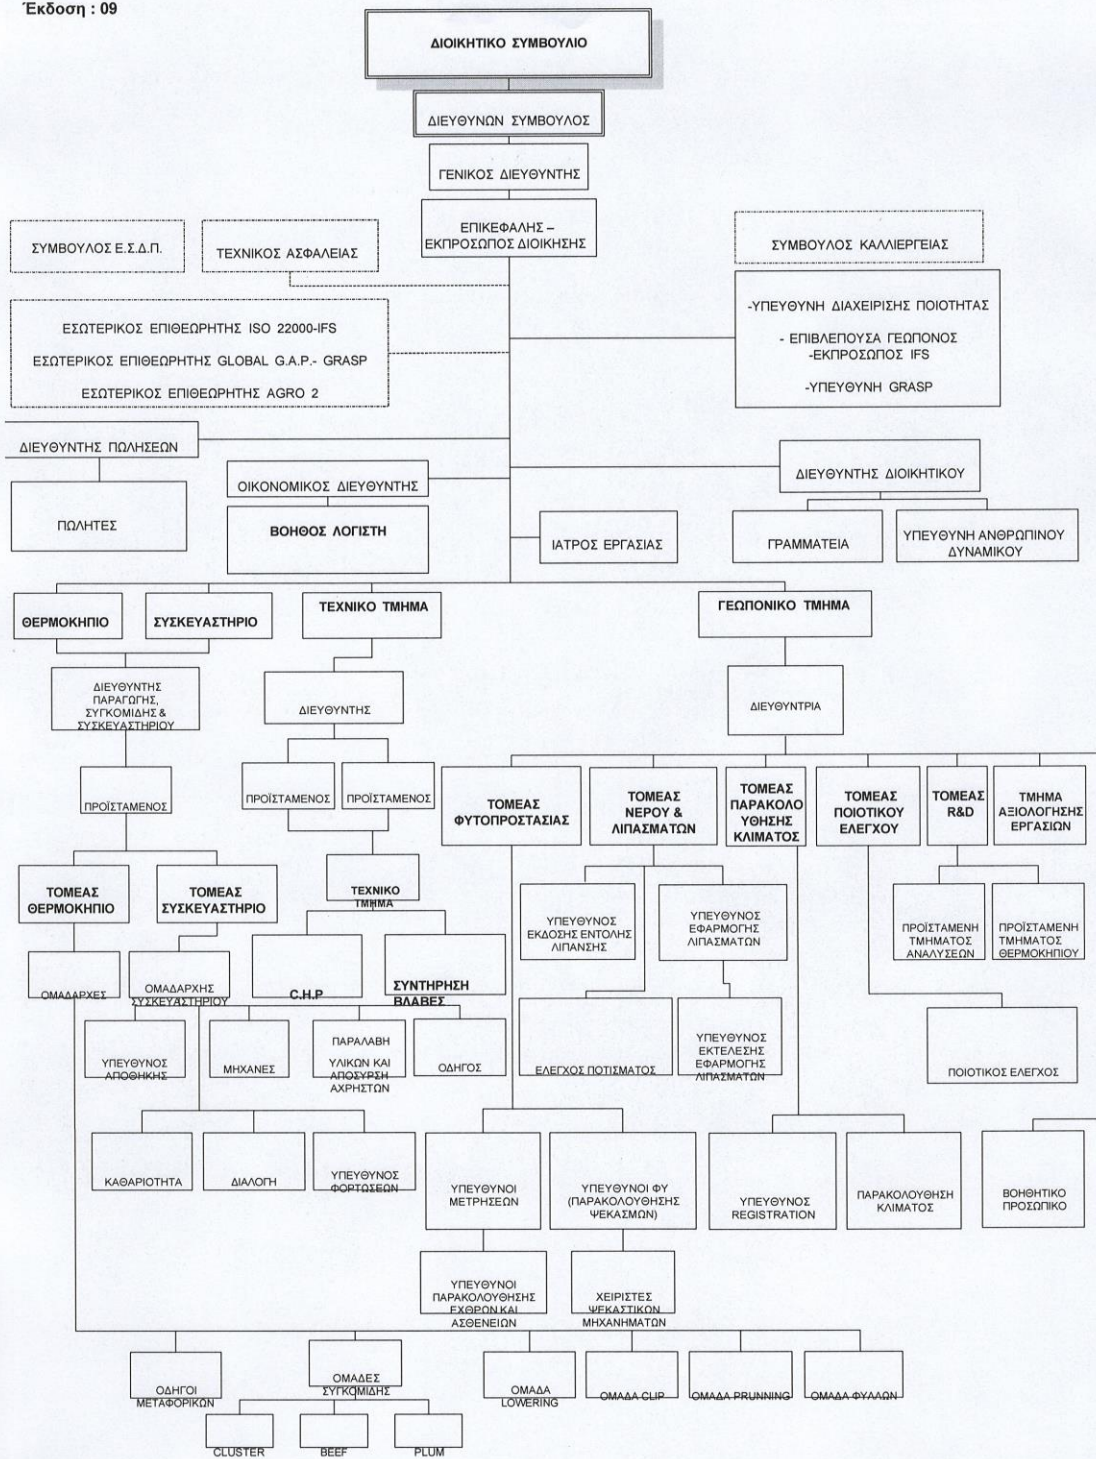 Έκδοση : 09
ΔΙΟΙΚΗΤΙΚΟ ΣΥΜΒΟΥΛΙΟ
ΔΙΕΥΘΥΝΩΝ ΣΥΜΒΟΥΛΟΣ
ΓΕΝΙΚΟΣ ΔΙΕΥΘΥΝΤΗΣ
ΕΠΙΚΕΦΑΛΗΣ –
ΕΚΠΡΟΣΩΠΟΣ ΔΙΟΙΚΗΣΗΣ
ΣΥΜΒΟΥΛΟΣ Ε.Σ.Δ.Π.
ΤΕΧΝΙΚΟΣ ΑΣΦΑΛΕΙΑΣ
ΣΥΜΒΟΥΛΟΣ ΚΑΛΛΙΕΡΓΕΙΑΣ
ΕΣΩΤΕΡΙΚΟΣ ΕΠΙΘΕΩΡΗΤΗΣ ISO 22000-IFS
ΕΣΩΤΕΡΙΚΟΣ ΕΠΙΘΕΩΡΗΤΗΣ GLOBAL G.A.P.- GRASP
ΕΣΩΤΕΡΙΚΟΣ ΕΠΙΘΕΩΡΗΤΗΣ AGRO 2
-ΥΠΕΥΘΥΝΗ ΔΙΑΧΕΙΡΙΣΗΣ ΠΟΙΟΤΗΤΑΣ
- ΕΠΙΒΛΕΠΟΥΣΑ ΓΕΩΠΟΝΟΣ
-ΕΚΠΡΟΣΩΠΟΣ IFS
-ΥΠΕΥΘΥΝΗ GRASP
ΔΙΕΥΘΥΝΤΗΣ ΠΩΛΗΣΕΩΝ
ΠΩΛΗΤΕΣ
ΟΙΚΟΝΟΜΙΚΟΣ ΔΙΕΥΘΥΝΤΗΣ
ΒΟΗΘΟΣ ΛΟΓΙΣΤΗ
ΙΑΤΡΟΣ ΕΡΓΑΣΙΑΣ
ΔΙΕΥΘΥΝΤΗΣ ΔΙΟΙΚΗΤΙΚΟΥ
ΓΡΑΜΜΑΤΕΙΑ
ΥΠΕΥΘΥΝΗ ΑΝΘΡΩΠΙΝΟΥ
ΔΥΝΑΜΙΚΟΥ
ΘΕΡΜΟΚΗΠΙΟ
ΣΥΣΚΕΥΑΣΤΗΡΙΟ
ΤΕΧΝΙΚΟ ΤΜΗΜΑ
ΓΕΩΠΟΝΙΚΟ ΤΜΗΜΑ
ΔΙΕΥΘΥΝΤΗΣ
ΠΑΡΑΓΩΓΗΣ,
ΣΥΓΚΟΜΙΔΗΣ &
ΣΥΣΚΕΥΑΣΤΗΡΙΟΥ
ΔΙΕΥΘΥΝΤΗΣ
ΔΙΕΥΘΥΝΤΡΙΑ
ΠΡΟΪΣΤΑΜΕΝΟΣ
ΠΡΟΪΣΤΑΜΕΝΟΣ
ΠΡΟΪΣΤΑΜΕΝΟΣ
ΤΟΜΕΑΣ
ΦΥΤΟΠΡΟΣΤΑΣΙΑΣ
ΤΟΜΕΑΣ
ΝΕΡΟΥ &
ΛΙΠΑΣΜΑΤΩΝ
ΤΟΜΕΑΣ
ΠΑΡΑΚΟΛΟ
ΥΘΗΣΗΣ
ΚΛΙΜΑΤΟΣ
ΤΟΜΕΑΣ
ΠΟΙΟΤΙΚΟΥ
ΕΛΕΓΧΟΥ
ΤΟΜΕΑΣ
R&D
ΤΜΗΜΑ
ΑΞΙΟΛΟΓΗΣΗΣ
ΕΡΓΑΣΙΩΝ
ΤΟΜΕΑΣ
ΘΕΡΜΟΚΗΠΙΟ
ΤΟΜΕΑΣ
ΣΥΣΚΕΥΑΣΤΗΡΙΟ
ΤΕΧΝΙΚΟ
ΤΜΗΜΑ
ΥΠΕΥΘΥΝΟΣ
ΕΚΔΟΣΗΣ ΕΝΤΟΛΗΣ
ΛΙΠΑΝΣΗΣ
ΥΠΕΥΘΥΝΟΣ
ΕΦΑΡΜΟΓΗΣ
ΛΙΠΑΣΜΑΤΩΝ
ΠΡΟΪΣΤΑΜΕΝΗ
ΤΜΗΜΑΤΟΣ
ΑΝΑΛΥΣΕΩΝ
ΠΡΟΪΣΤΑΜΕΝΗ
ΤΜΗΜΑΤΟΣ
ΘΕΡΜΟΚΗΠΙΟΥ
ΟΜΑΔΑΡΧΕΣ
ΟΜΑΔΑΡΧΗΣ
ΣΥΣΚΕΥΑΣΤΗΡΙΟΥ
C.H.P
ΣΥΝΤΗΡΗΣΗ
ΒΛΑΒΕΣ
ΥΠΕΥΘΥΝΟΣ
ΑΠΟΘΗΚΗΣ
ΜΗΧΑΝΕΣ
ΠΑΡΑΛΑΒΗ
ΥΛΙΚΩΝ ΚΑΙ
ΑΠΟΣΥΡΣΗ
ΑΧΡΗΣΤΩΝ
ΟΔΗΓΟΣ
ΕΛΕΓΧΟΣ ΠΟΤΙΣΜΑΤΟΣ
ΥΠΕΥΘΥΝΟΣ
ΕΚΤΕΛΕΣΗΣ
ΕΦΑΡΜΟΓΗΣ
ΛΙΠΑΣΜΑΤΩΝ
ΠΟΙΟΤΙΚΟΣ ΕΛΕΓΧΟΣ
ΚΑΘΑΡΙΟΤΗΤΑ
ΔΙΑΛΟΓΗ
ΥΠΕΥΘΥΝΟΣ
ΦΟΡΤΩΣΕΩΝ
ΥΠΕΥΘΥΝΟΙ
ΜΕΤΡΗΣΕΩΝ
ΥΠΕΥΘΥΝΟΙ ΦΥ
(ΠΑΡΑΚΟΛΟΥΘΗΣΗΣ
ΨΕΚΑΣΜΩΝ)
ΥΠΕΥΘΥΝΟΣ
REGISTRATION
ΠΑΡΑΚΟΛΟΥΘΗΣΗ
ΚΛΙΜΑΤΟΣ
ΒΟΗΘΗΤΙΚΟ
ΠΡΟΣΩΠΙΚΟ
ΥΠΕΥΘΥΝΟΙ
ΠΑΡΑΚΟΛΟΥΘΗΣΗΣ
ΕΧΘΡΩΝ ΚΑΙ
ΑΣΘΕΝΕΙΩΝ
ΧΕΙΡΙΣΤΕΣ
ΨΕΚΑΣΤΙΚΩΝ
ΜΗΧΑΝΗΜΑΤΩΝ
ΟΔΗΓΟΙ
ΜΕΤΑΦΟΡΙΚΩΝ
ΟΜΑΔΕΣ
ΣΥΓΚΟΜΙΔΗΣ
ΟΜΑΔΑ
LOWERING
ΟΜΑΔΑ CLIP
ΟΜΑΔΑ PRUNNING
ΟΜΑΔΑ ΦΥΛΛΩΝ
CLUSTER
BEEF
PLUM